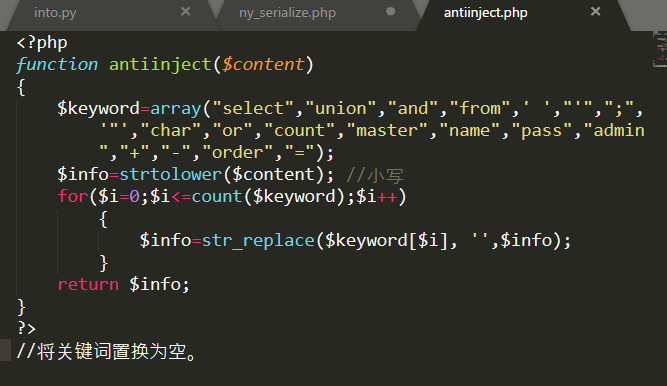 into.py × ny_serialize.php ● antiinject.php ×
<?php
function antiinject($content)
{
    $keyword=array("select","union","and","from",' ',"'",";",
        '"',"char","or","count","master","name","pass","admin
        ","+","-","order","=");
    $info=strtolower($content); //小写
    for($i=0;$i<=count($keyword);$i++)
        {
            $info=str_replace($keyword[$i], '',$info);
        }
    return $info;
}
?>
//将关键词置换为空。